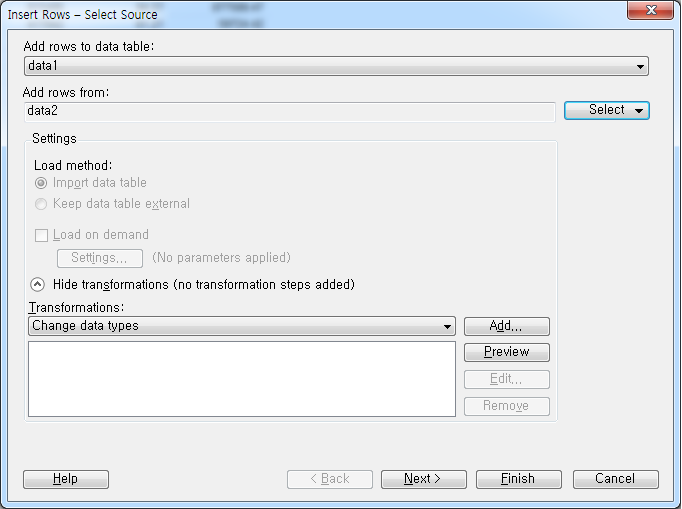 Insert Rows – Select Source
Add rows to data table:
data1
Add rows from:
data2
Select
Settings
Load method:
Import data table
Keep data table external
Load on demand
Settings...
(No parameters applied)
Hide transformations (no transformation steps added)
Transformations:
Change data types
Add...
Preview
Edit...
Remove
Help
< Back
Next >
Finish
Cancel